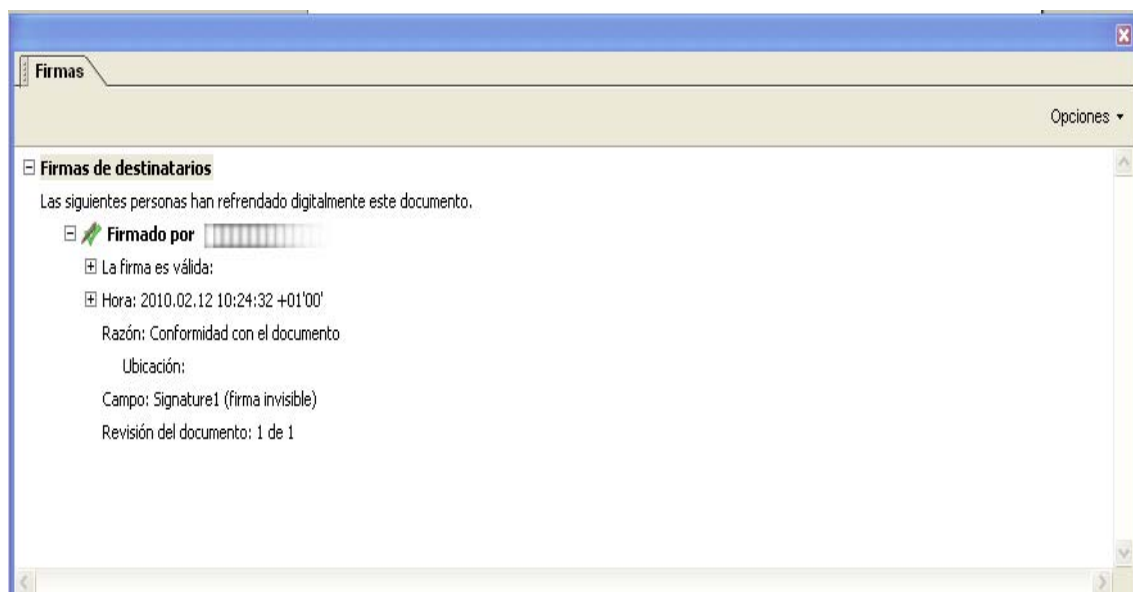 Firmas
Opciones
Firmas de destinatarios
Las siguientes personas han refrendado digitalmente este documento.
Firmado por
La firma es válida:
Hora: 2010.02.12 10:24:32 +01'00'
Razón: Conformidad con el documento
Ubicación:
Campo: Signature1 (firma invisible)
Revisión del documento: 1 de 1